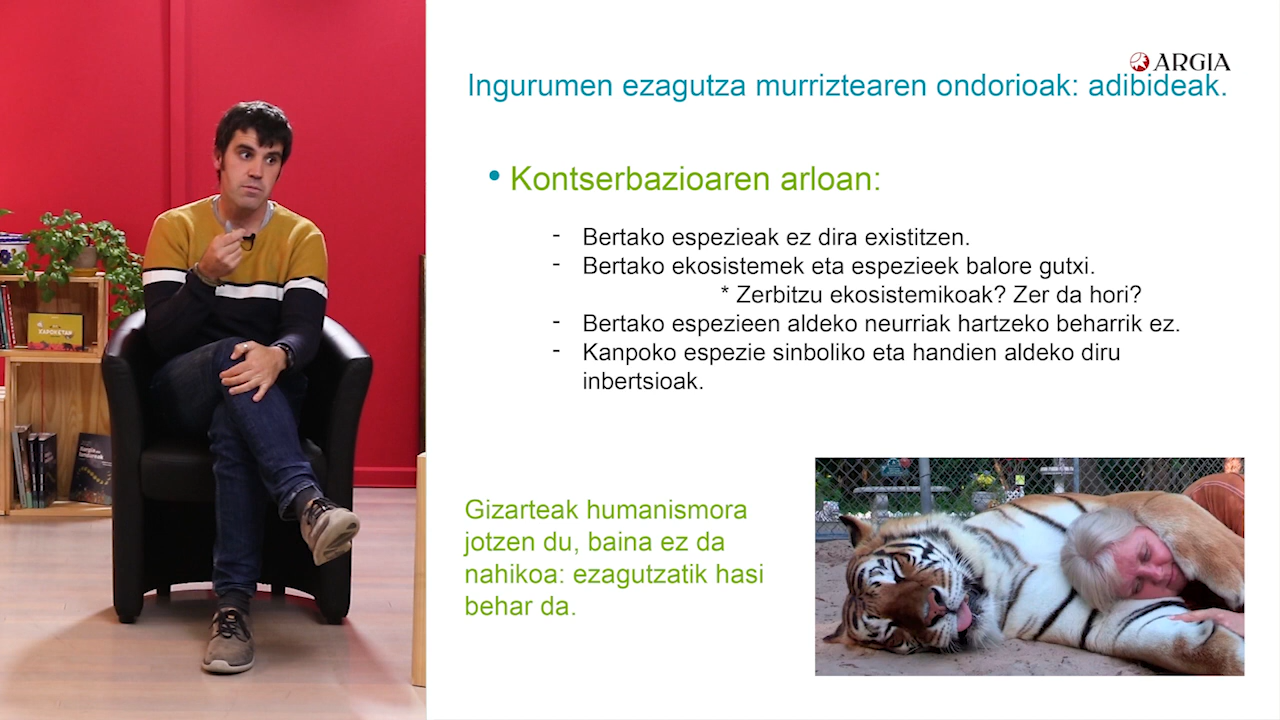 ARGIA
Ingurumen ezagutza murriztearen ondorioak: adibideak.
• Kontserbazioaren arloan:
- Bertako espezieak ez dira existitzen.
- Bertako ekosistemek eta espezieek balore gutxi.
* Zerbitzu ekosistemikoak? Zer da hori?
- Bertako espezieen aldeko neurriak hartzeko beharrik ez.
- Kanpoko espezie sinboliko eta handien aldeko diru
inbertsioak.
Gizarteak humanismora
jotzen du, baina ez da
nahikoa: ezagutzatik hasi
behar da.